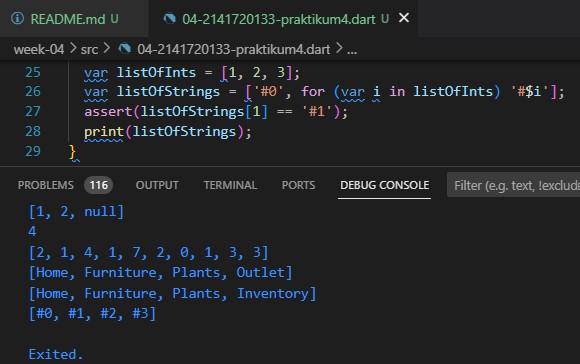 README.md U 04-2141720133-praktikum4.dart U ×
week-04 > src > 04-2141720133-praktikum4.dart > ...
25 var listOfInts = [1, 2, 3];
26 var listOfStrings = ['#0', for (var i in listOfInts) '#$i'];
27 assert(listOfStrings[1] == '#1');
28 print(listOfStrings);
29 }
PROBLEMS 116 OUTPUT TERMINAL PORTS DEBUG CONSOLE Filter (e.g. text, !exclud
[1, 2, null]
4
[2, 1, 4, 1, 7, 2, 0, 1, 3, 3]
[Home, Furniture, Plants, Outlet]
[Home, Furniture, Plants, Inventory]
[#0, #1, #2, #3]
Exited.